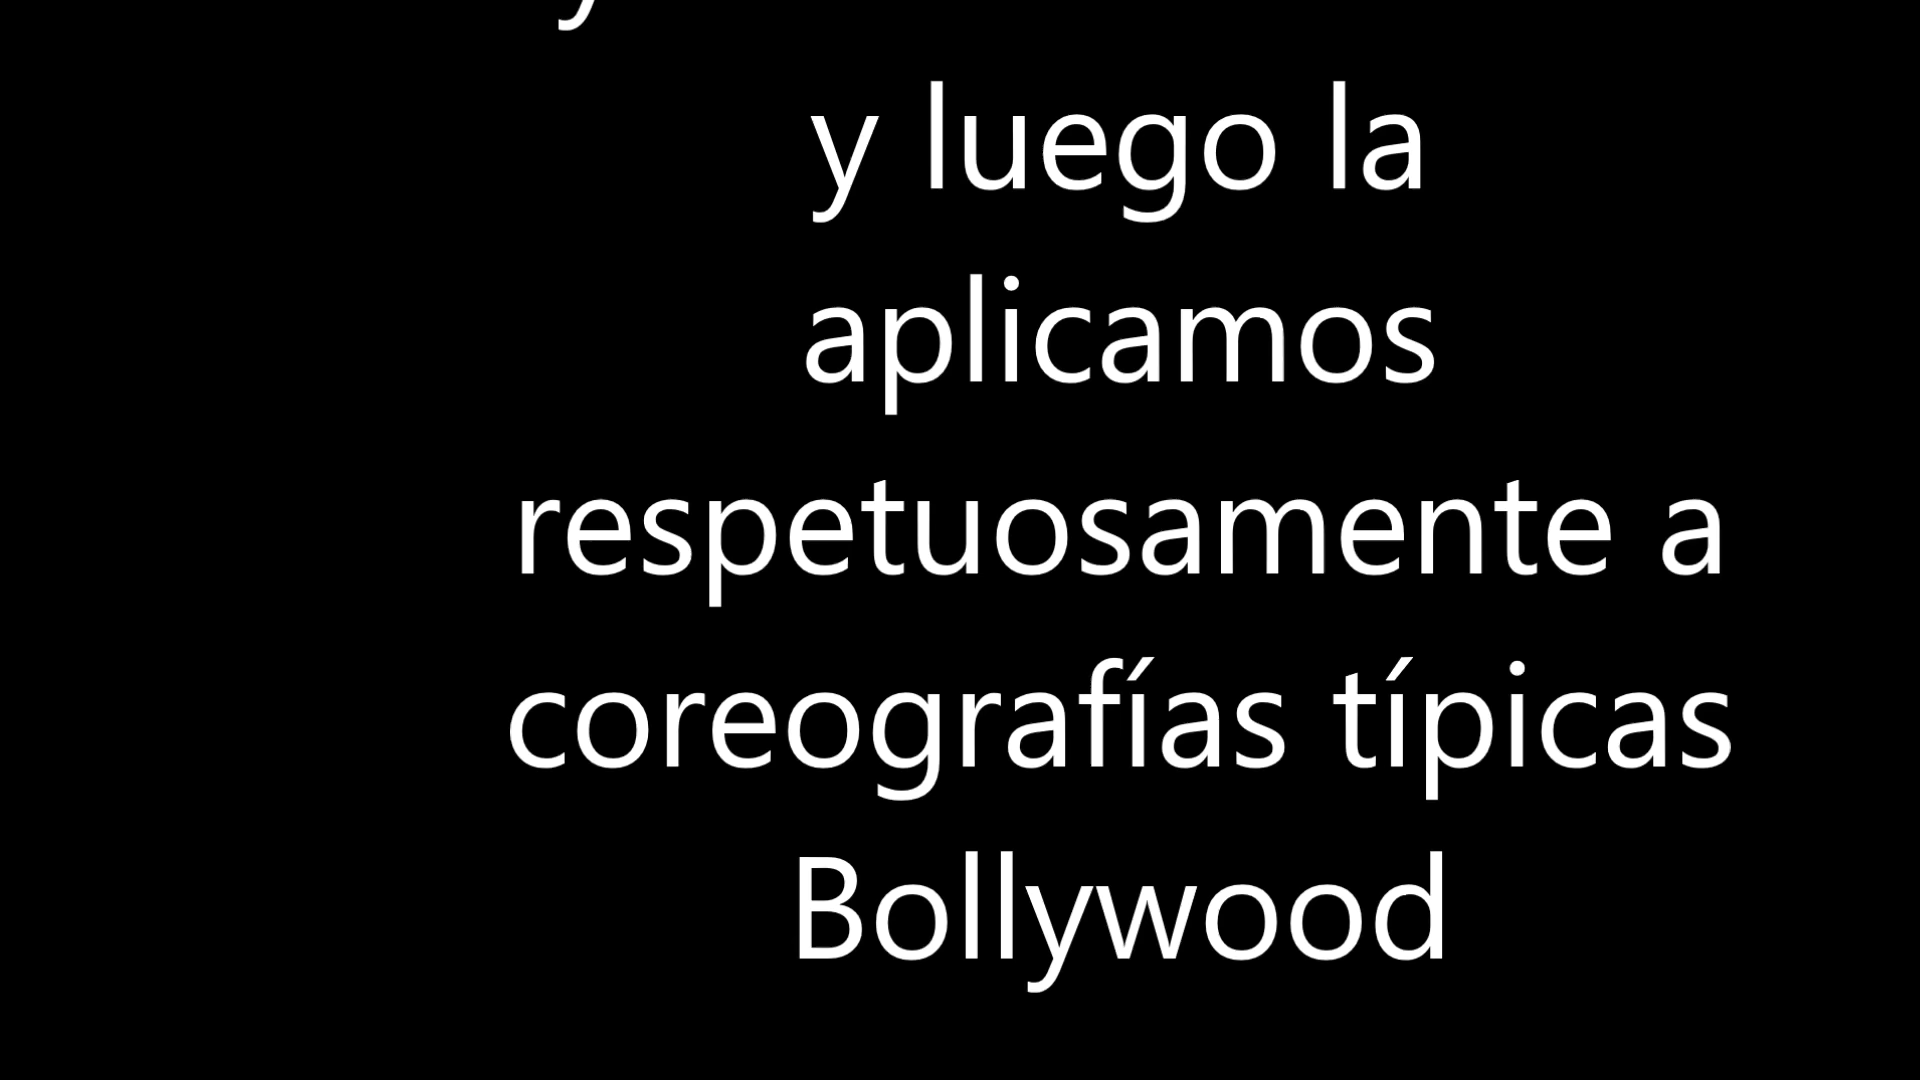 y luego la
aplicamos
respetuosamente a
coreografías típicas
Bollywood